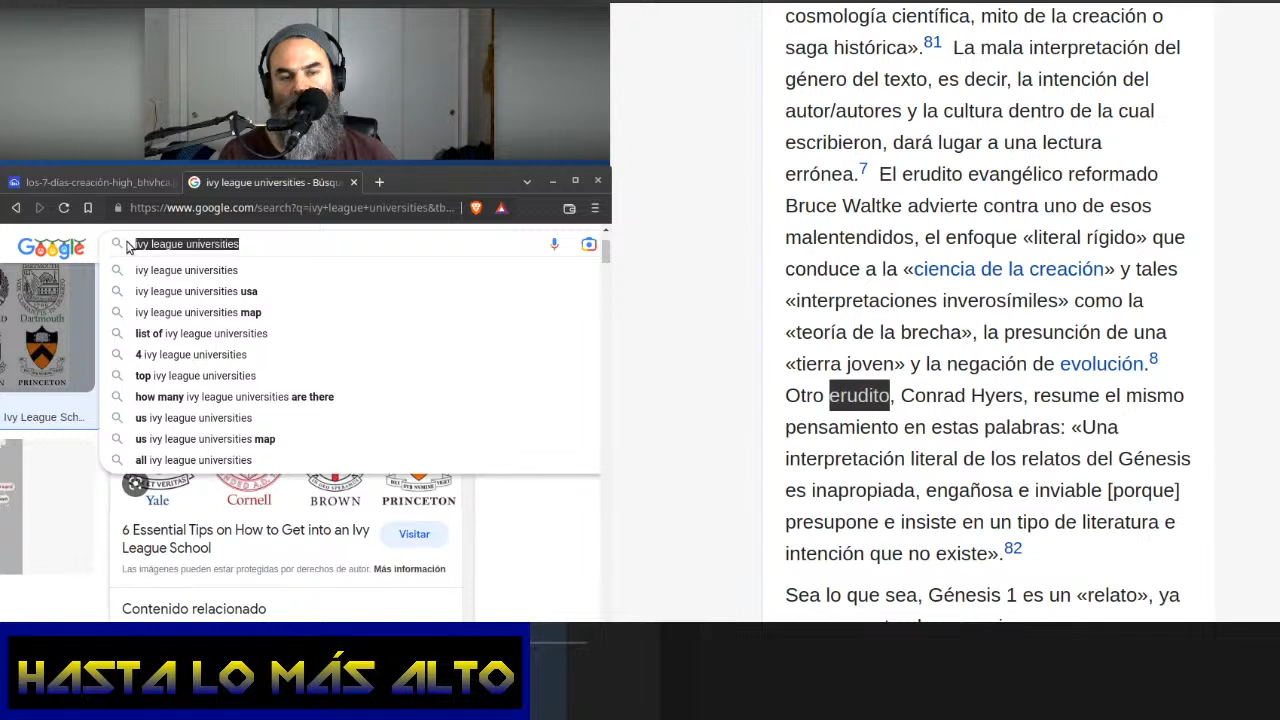 los-7-días-creación-high_bhvhca.j
ivy league universities - Búsqu
https://www.google.com/search?q=ivy+league+universities&tb...
Google
ivy league universities
ivy league universities
ivy league universities usa
ivy league universities map
list of ivy league universities
4 ivy league universities
top ivy league universities
how many ivy league universities are there
us ivy league universities
us ivy league universities map
all ivy league universities
Dartmouth
PRINCETON
Ivy League Sch...
Yale
Cornell
BROWN
PRINCETON
6 Essential Tips on How to Get into an Ivy
League School
Visitar
Las imágenes pueden estar protegidas por derechos de autor. Más información
Contenido relacionado
cosmología científica, mito de la creación o
saga histórica».81 La mala interpretación del
género del texto, es decir, la intención del
autor/autores y la cultura dentro de la cual
escribieron, dará lugar a una lectura
errónea.7 El erudito evangélico reformado
Bruce Waltke advierte contra uno de esos
malentendidos, el enfoque «literal rígido» que
conduce a la «ciencia de la creación» y tales
«interpretaciones inverosímiles» como la
«teoría de la brecha», la presunción de una
«tierra joven» y la negación de evolución.8
Otro erudito, Conrad Hyers, resume el mismo
pensamiento en estas palabras: «Una
interpretación literal de los relatos del Génesis
es inapropiada, engañosa e inviable [porque]
presupone e insiste en un tipo de literatura e
intención que no existe».82
Sea lo que sea, Génesis 1 es un «relato», ya
HASTA LO MÁS ALTO